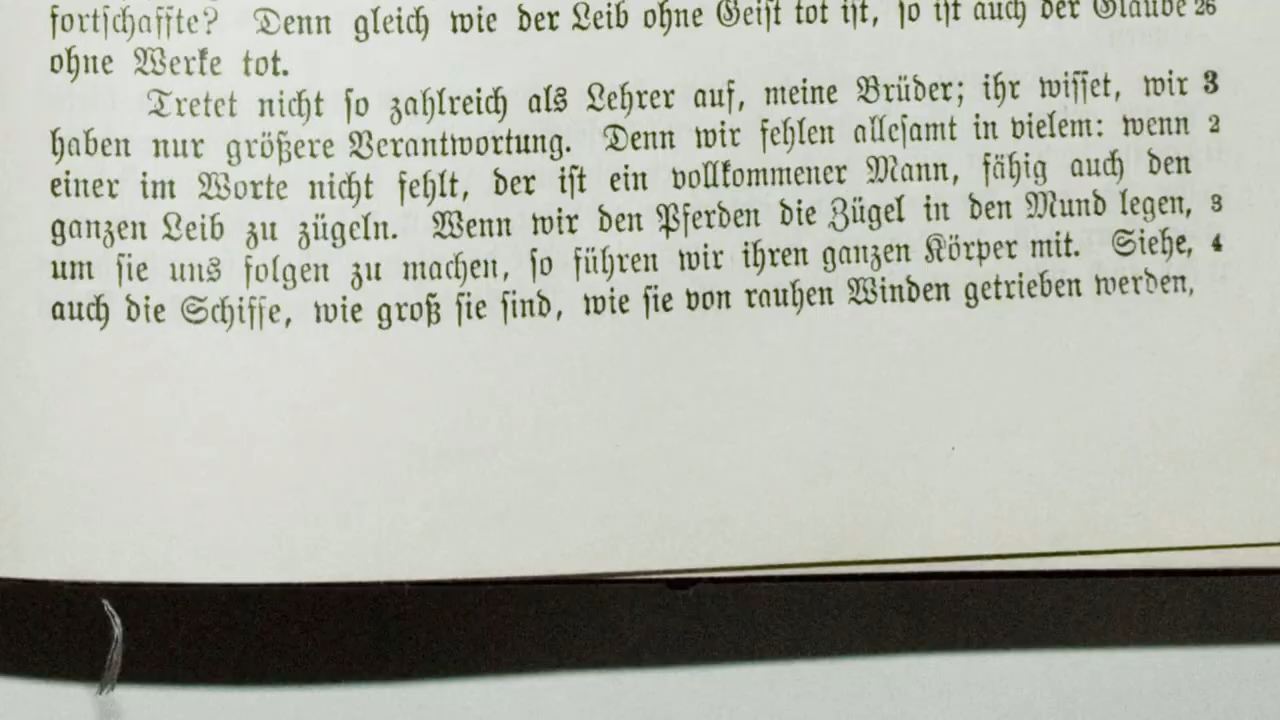 fortschaffte? Denn gleich wie der Leib ohne Geist tot ist, so ist auch der Glaube 26
ohne Werke tot.
Tretet nicht so zahlreich als Lehrer auf, meine Brüder; ihr wisset, wir 3
haben nur größere Verantwortung. Denn wir fehlen allesamt in vielem: wenn 2
einer im Worte nicht fehlt, der ist ein vollkommener Mann, fähig auch den
ganzen Leib zu zügeln. Wenn wir den Pferden die Zügel in den Mund legen, 3
um sie uns folgen zu machen, so führen wir ihren ganzen Körper mit. Siehe, 4
auch die Schiffe, wie groß sie sind, wie sie von rauhen Winden getrieben werden,